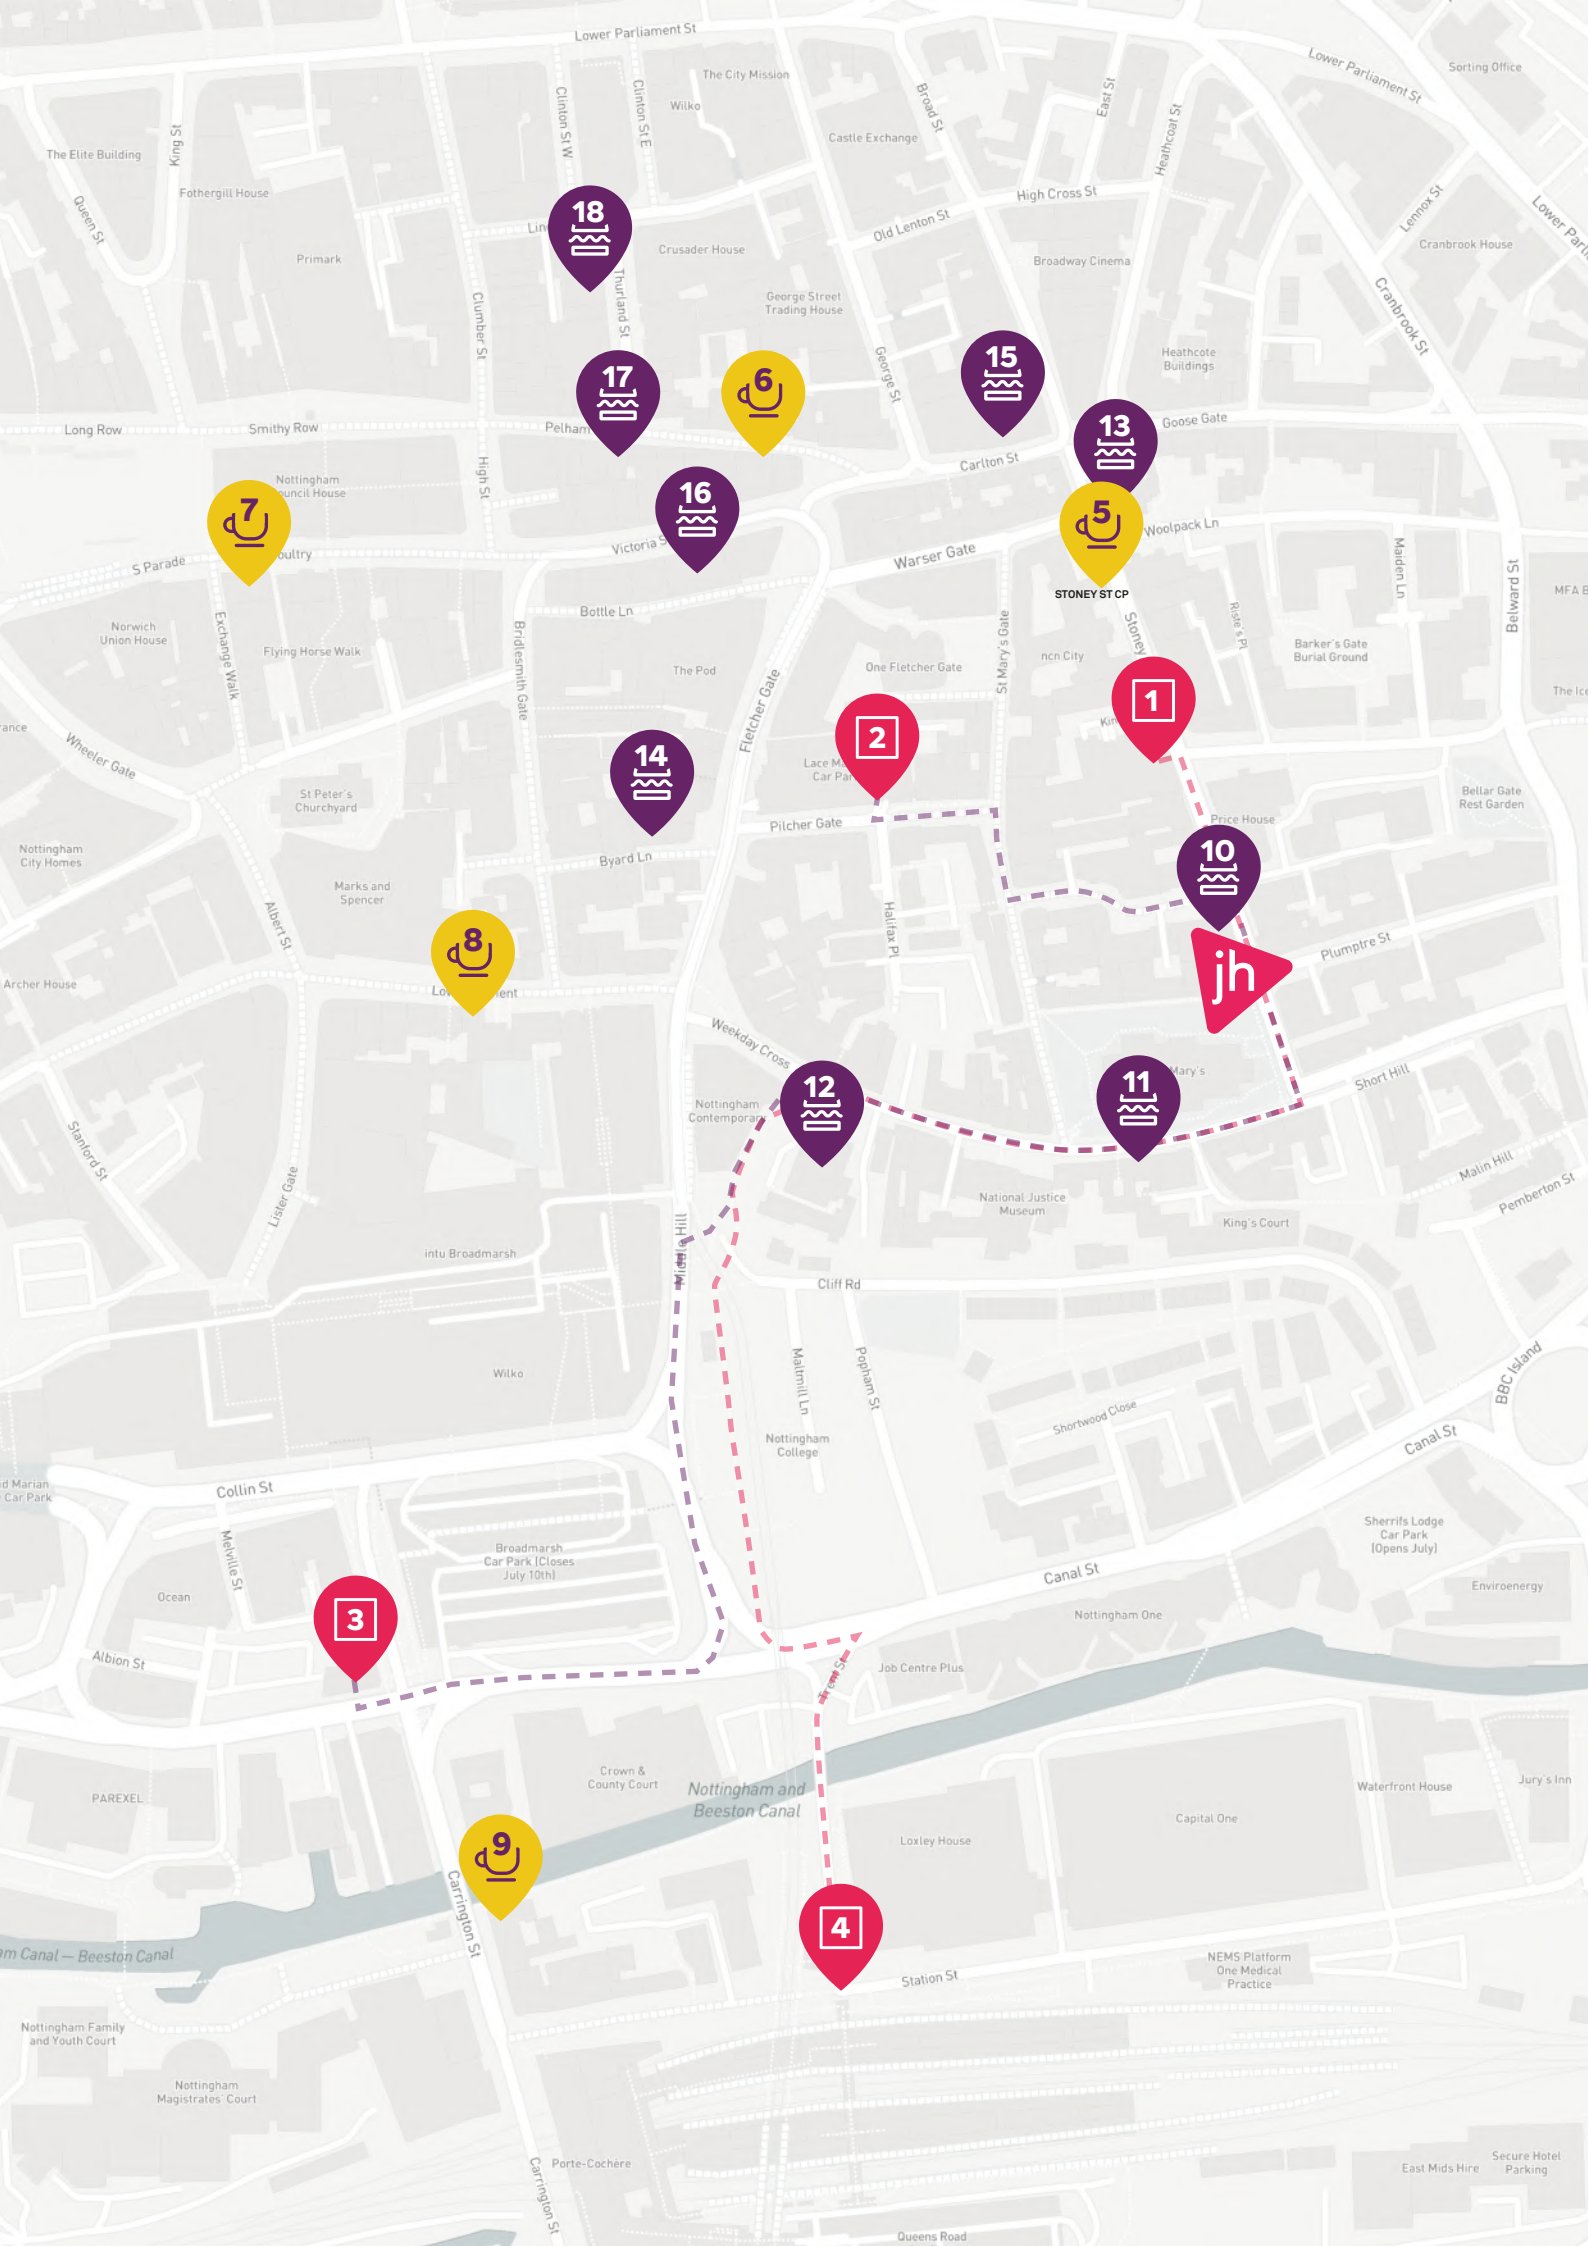 Lower Parliament St
Lower Parliament St
Sorting Office
The City Mission
Wilko
Clinton St W
Clinton St E
Broad St
East St
Heathcoat St
Castle Exchange
King St
The Elite Building
Fothergill House
Queen St
High Cross St
Lennox St
Old Lenton St
Cranbrook House
18
Crusader House
Primark
Broadway Cinema
Thurland St
George Street
Trading House
Clumber St
Cranbrook St
George St
15
Heathcote
Buildings
17
6
13
Goose Gate
Long Row
Smithy Row
Pelham
Carlton St
High St
Nottingham
16
7
5
Woolpack Ln
Victoria S
Warser Gate
S Parade
Maiden Ln
Belward St
STONEY ST CP
Bottle Ln
Norwich
Union House
Exchange Walk
Flying Horse Walk
Bridlesmith Gate
The Pod
One Fletcher Gate
St Mary's Gate
Stoney
Barker's Gate
Burial Ground
Fletcher Gate
1
2
Wheeler Gate
14
St Peter's
Churchyard
Bellar Gate
Rest Garden
Pilcher Gate
Price House
Nottingham
City Homes
Byard Ln
10
Marks and
Spencer
Albert St
Halifax Pl
8
Plumptre St
jh
Archer House
Weekday Cross
Short Hill
Mary's
11
12
Nottingham
Contemporary
Stanford St
Lister Gate
Malin Hill
Pemberton St
National Justice
Museum
King's Court
Middle Hill
intu Broadmarsh
Cliff Rd
Wilko
Maltmill Ln
Popham St
BBC Island
Shortwood Close
Nottingham
College
Canal St
Collin St
Car Park
Melville St
Broadmarsh
Car Park (Closes
July 10th)
Sherrifs Lodge
Car Park
(Opens July)
Canal St
Ocean
3
Enviroenergy
Nottingham One
Albion St
Job Centre Plus
Trent St
Crown &
County Court
Nottingham and
Beeston Canal
PAREXEL
Jury's Inn
Waterfront House
Capital One
Loxley House
9
Carrington St
4
Canal — Beeston Canal
Station St
NEMS Platform
One Medical
Practice
Nottingham Family
and Youth Court
Nottingham
Magistrates' Court
Porte-Cochère
Carrington St
East Mids Hire
Secure Hotel
Parking
Queens Road